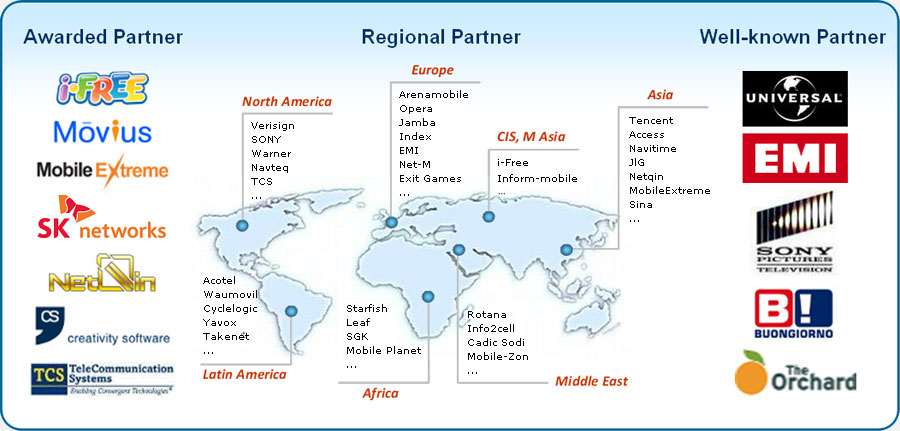 Awarded Partner
Regional Partner
Well-known Partner
i-FREE
Mōvius
Mobile Extreme
SK networks
NetQin
CS
creativity software
TCS TeleCommunication
Systems
Enabling Convergent Technologies®
North America
Verisign
SONY
Warner
Navteq
TCS
...
Europe
Arenamobile
Opera
Jamba
Index
EMI
Net-M
Exit Games
...
CIS, M Asia
i-Free
Inform-mobile
...
Asia
Tencent
Access
Navitime
JIG
Netqin
MobileExtreme
Sina
...
Acotel
Waumovil
Cyclelogic
Yavox
Takenet
...
Latin America
Starfish
Leaf
SGK
Mobile Planet
...
Africa
Rotana
Info2cell
Cadic Sodi
Mobile-Zon
...
Middle East
UNIVERSAL
EMI
SONY
PICTURES
TELEVISION
B!
BUONGIORNO
The
Orchard